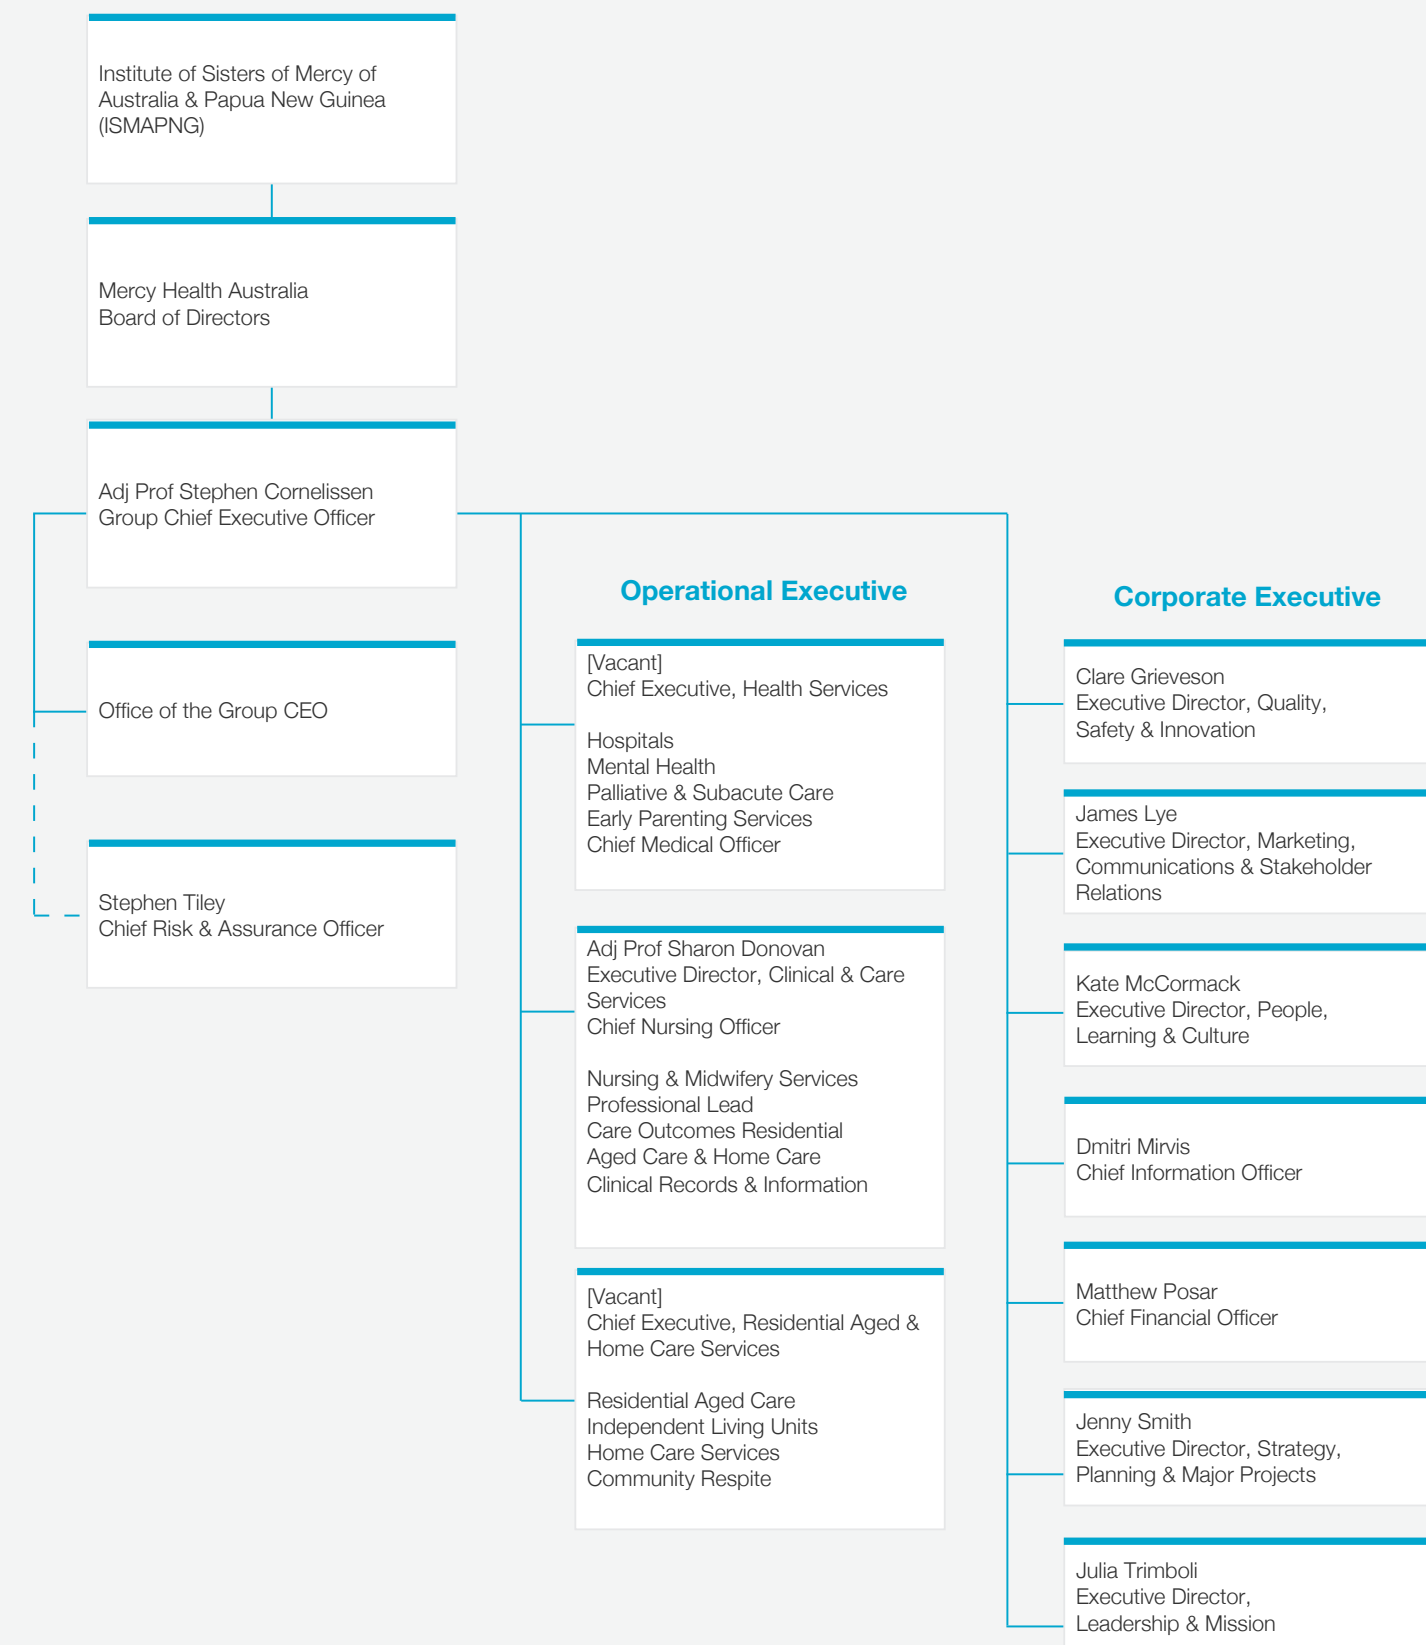 Institute of Sisters of Mercy of
Australia & Papua New Guinea
(ISMAPNG)
Mercy Health Australia
Board of Directors
Adj Prof Stephen Cornelissen
Group Chief Executive Officer
Office of the Group CEO
Stephen Tiley
Chief Risk & Assurance Officer
Operational Executive
[Vacant]
Chief Executive, Health Services
Hospitals
Mental Health
Palliative & Subacute Care
Early Parenting Services
Chief Medical Officer
Adj Prof Sharon Donovan
Executive Director, Clinical & Care
Services
Chief Nursing Officer
Nursing & Midwifery Services
Professional Lead
Care Outcomes Residential
Aged Care & Home Care
Clinical Records & Information
[Vacant]
Chief Executive, Residential Aged &
Home Care Services
Residential Aged Care
Independent Living Units
Home Care Services
Community Respite
Corporate Executive
Clare Grieveson
Executive Director, Quality,
Safety & Innovation
James Lye
Executive Director, Marketing,
Communications & Stakeholder
Relations
Kate McCormack
Executive Director, People,
Learning & Culture
Dmitri Mirvis
Chief Information Officer
Matthew Posar
Chief Financial Officer
Jenny Smith
Executive Director, Strategy,
Planning & Major Projects
Julia Trimboli
Executive Director,
Leadership & Mission